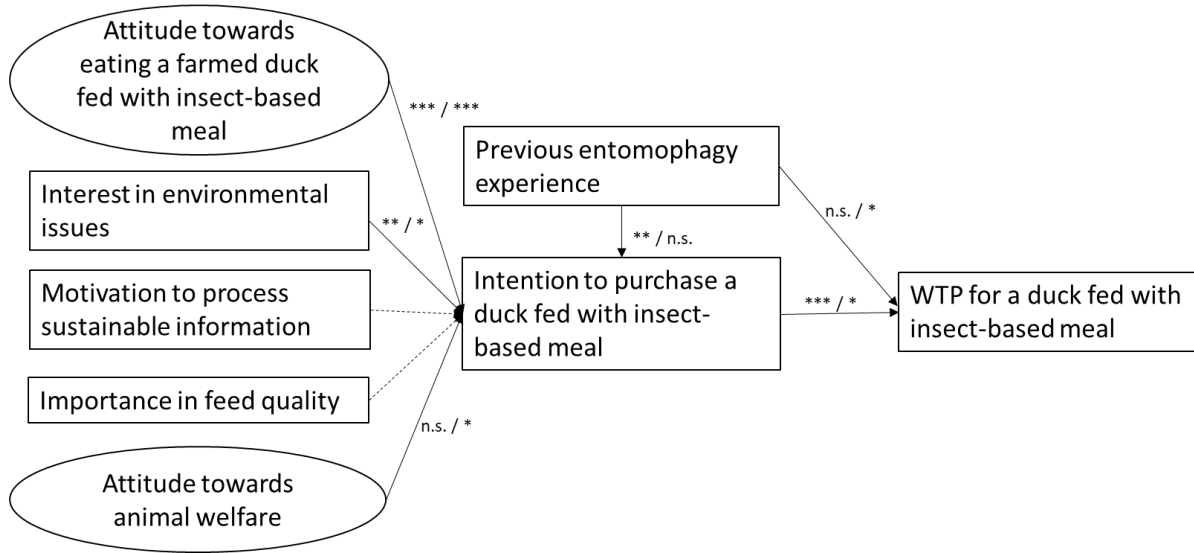 Attitude towards
eating a farmed duck
fed with insect-based
meal
*** / ***
Previous entomophagy
experience
Interest in environmental
issues
** / *
n.s. / *
** / n.s.
Motivation to process
sustainable information
Intention to purchase a
duck fed with insect-
based meal
*** / *
WTP for a duck fed with
insect-based meal
Importance in feed quality
n.s. / *
Attitude towards
animal welfare